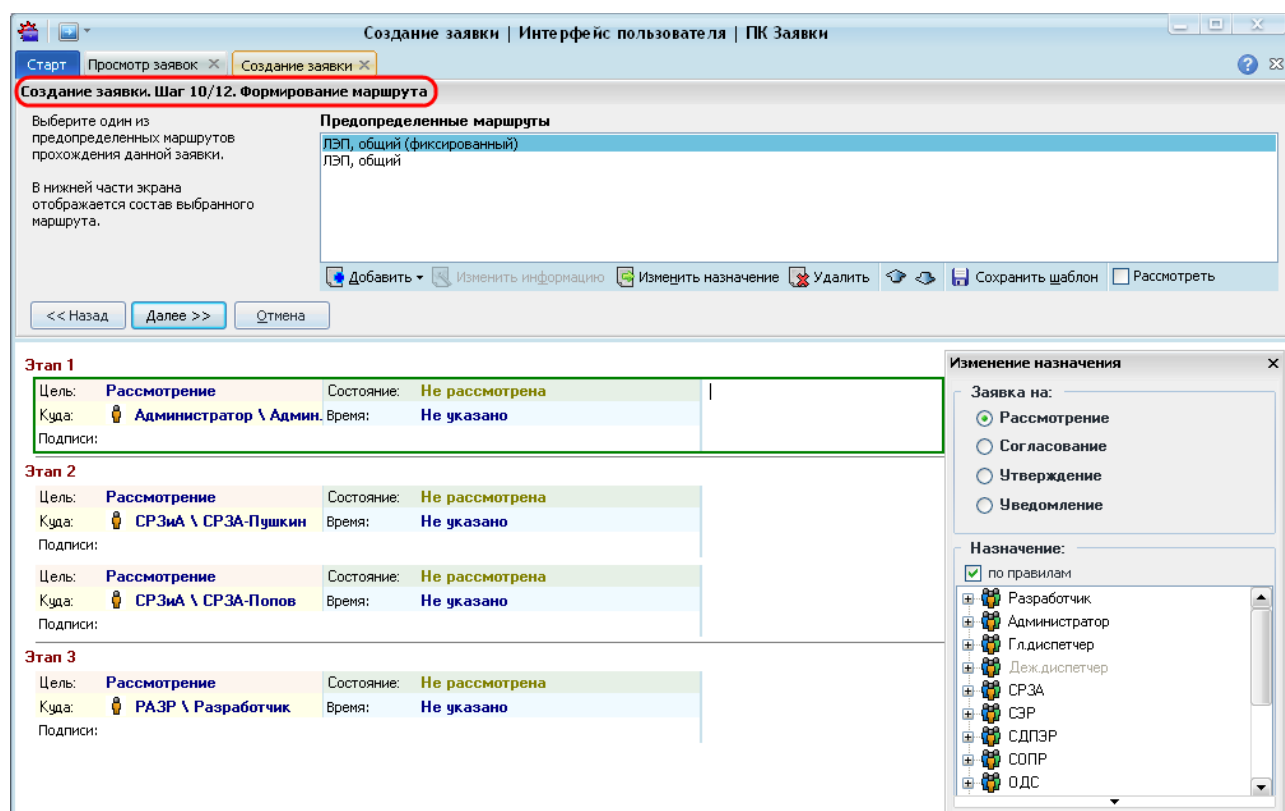 Создание заявки | Интерфейс пользователя | ПК Заявки
Старт Просмотр заявок Создание заявки
Создание заявки. Шаг 10/12. Формирование маршрута
Выберите один из
предопределенных маршрутов
прохождения данной заявки.
В нижней части экрана
отображается состав выбранного
маршрута.
Предопределенные маршруты
ЛЭП, общий (фиксированный)
ЛЭП, общий
Добавить Изменить информацию Изменить назначение Удалить Сохранить шаблон Рассмотреть
<< Назад Далее >> Отмена
Этап 1
Цель: Рассмотрение Состояние: Не рассмотрена
Куда: Администратор \ Админ. Время: Не указано
Подписи:
Этап 2
Цель: Рассмотрение Состояние: Не рассмотрена
Куда: СРЗиА \ СРЗА-Пушкин Время: Не указано
Подписи:
Цель: Рассмотрение Состояние: Не рассмотрена
Куда: СРЗиА \ СРЗА-Попов Время: Не указано
Подписи:
Этап 3
Цель: Рассмотрение Состояние: Не рассмотрена
Куда: РАЗР \ Разработчик Время: Не указано
Подписи:
Изменение назначения
Заявка на:
Рассмотрение
Согласование
Утверждение
Уведомление
Назначение:
по правилам
Разработчик
Администратор
Гл.диспетчер
Деж.диспетчер
СРЗА
СЭР
СДПЭР
СОПР
ОДС